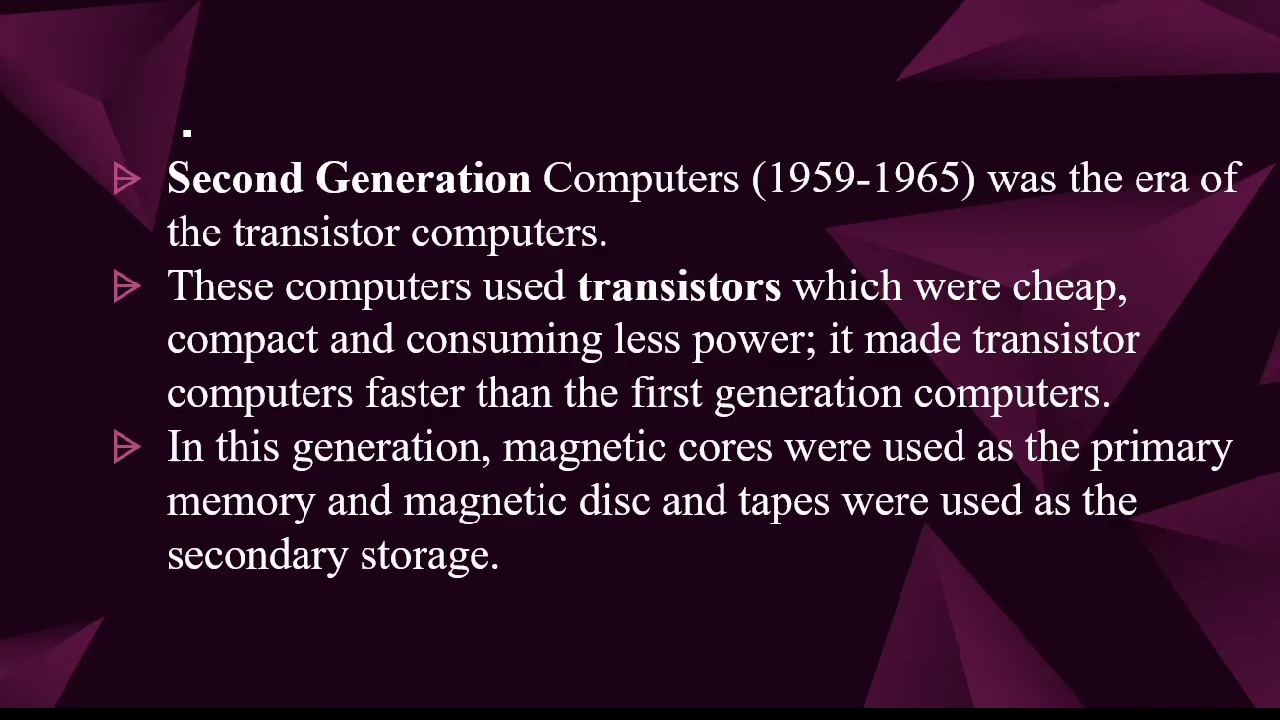 Second Generation Computers (1959-1965) was the era of
the transistor computers.
These computers used transistors which were cheap,
compact and consuming less power; it made transistor
computers faster than the first generation computers.
In this generation, magnetic cores were used as the primary
memory and magnetic disc and tapes were used as the
secondary storage.